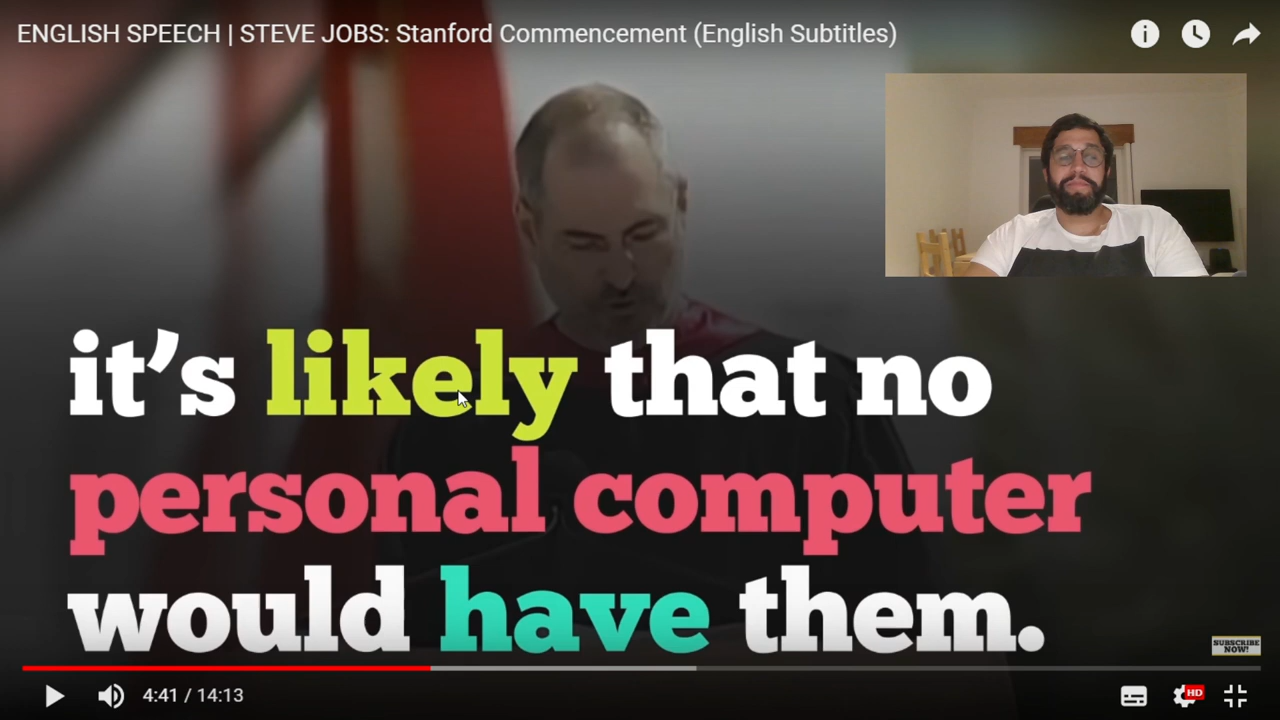 ENGLISH SPEECH | STEVE JOBS: Stanford Commencement (English Subtitles)
it's likely that no
personal computer
would have them.
SUBSCRIBE
NOW!
4:41 / 14:13
HD